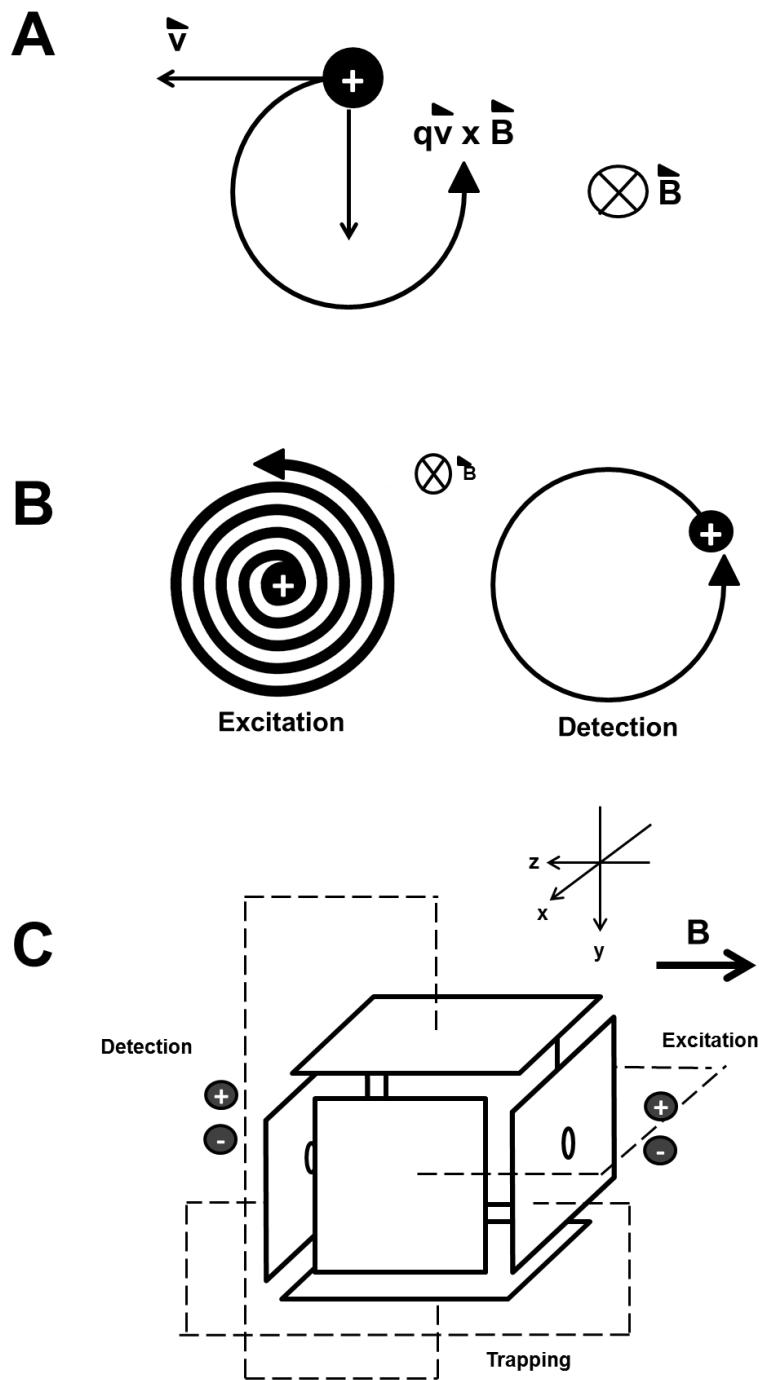 A
v
+
qv x B
B
B
B
+
+
Excitation
Detection
z
x
y
C
B
Detection
Excitation
+
-
+
-
Trapping